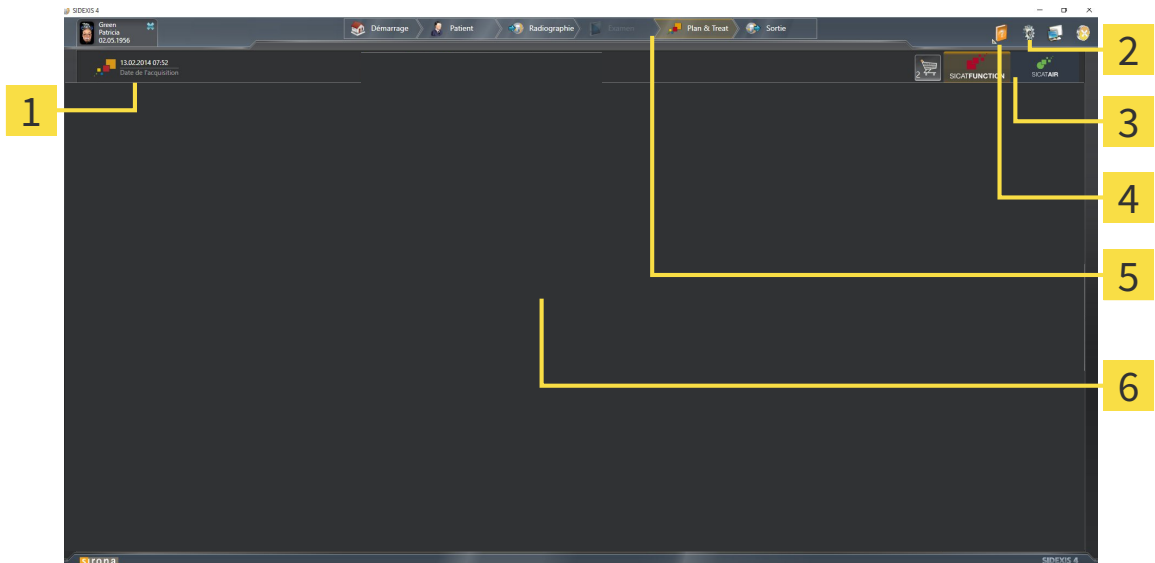 SIDEXIS 4
Green
Patricia
02.05.1956
Démarrage
Patient
Radiographie
Examen
Plan & Treat
Sortie
13.02.2014 07:52
Date de l'acquisition
2
SICATFUNCTION
SICATAIR
1
2
3
4
5
6
sirona
SIDEXIS 4